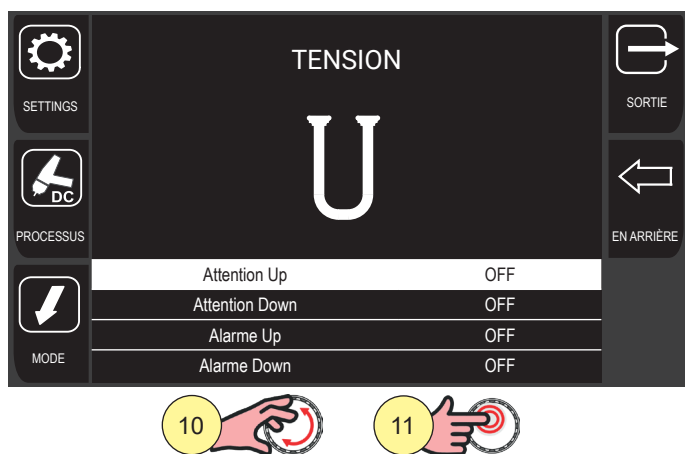 TENSION
SETTINGS
SORTIE
U
DC
PROCESSUS
EN ARRIÈRE
Attention Up OFF
Attention Down OFF
Alarme Up OFF
Alarme Down OFF
MODE
10
11